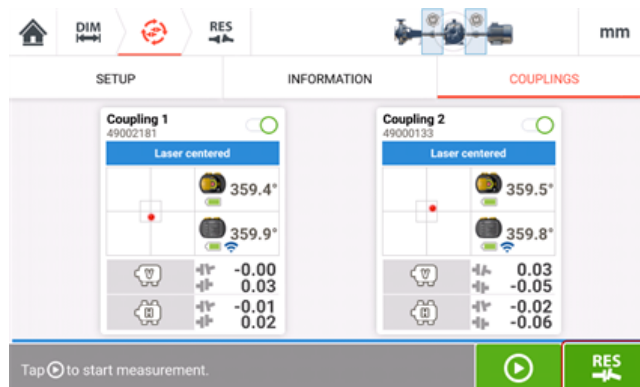 DIM
RES
mm
SETUP
INFORMATION
COUPLINGS
Coupling 1
49002181
Laser centered
359.4°
359.9°
V
-0.00
0.03
H
-0.01
0.02
Coupling 2
49000133
Laser centered
359.5°
359.8°
V
0.03
-0.05
H
-0.02
-0.06
Tap to start measurement.
RES